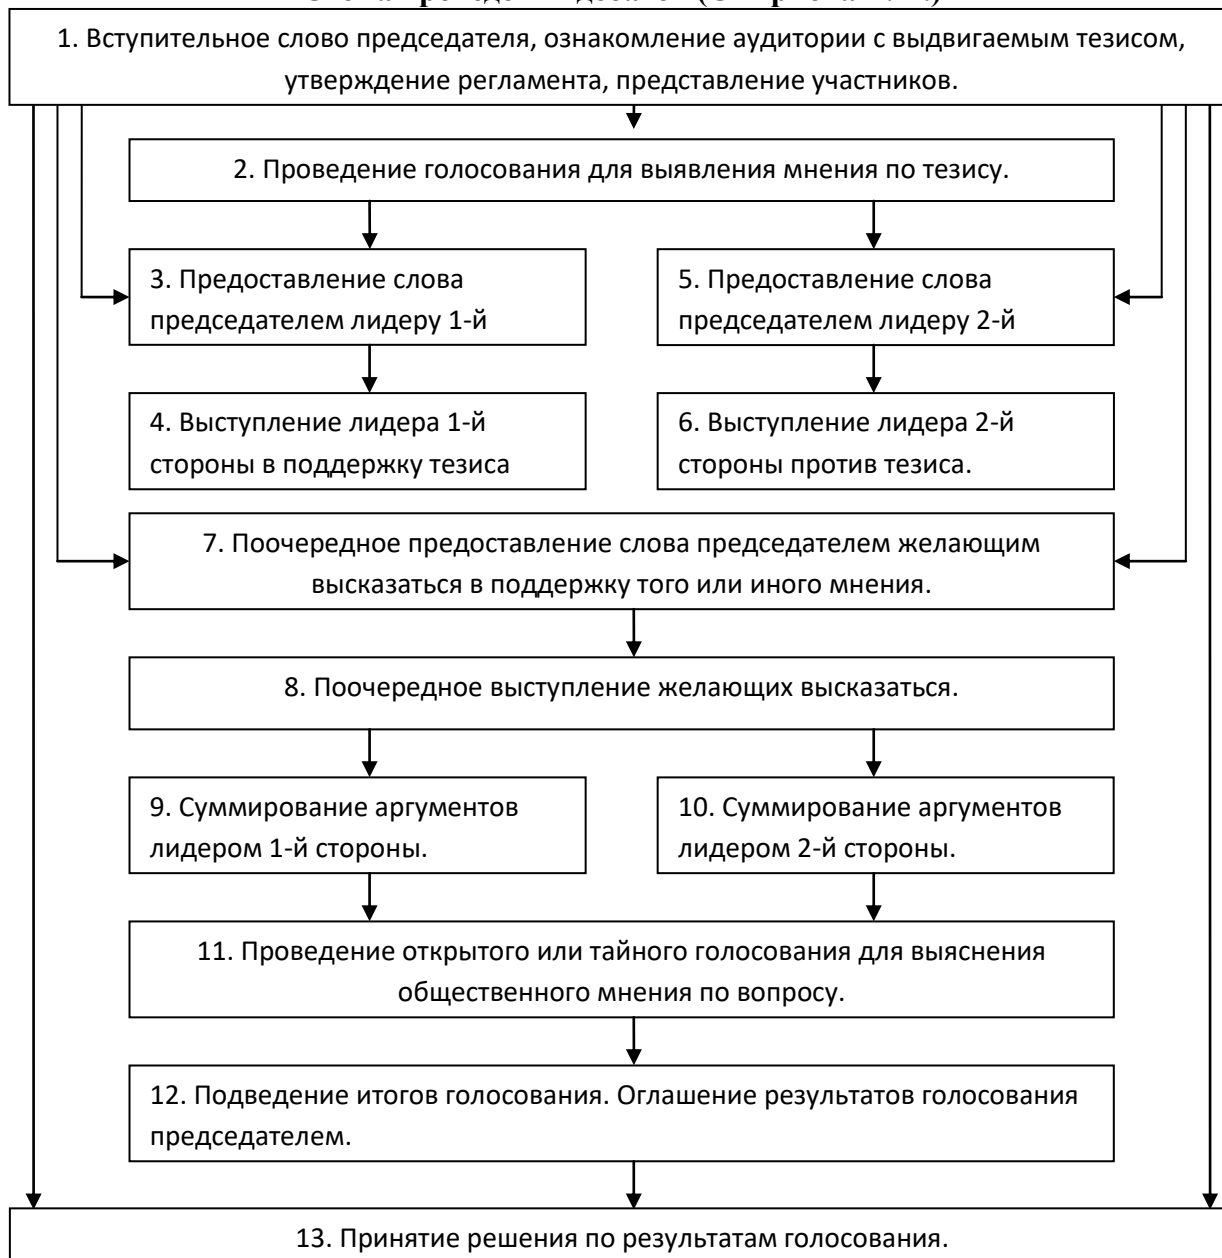 1. Вступительное слово председателя, ознакомление аудитории с выдвигаемым тезисом,
утверждение регламента, представление участников.
2. Проведение голосования для выявления мнения по тезису.
3. Предоставление слова
председателем лидеру 1-й
5. Предоставление слова
председателем лидеру 2-й
4. Выступление лидера 1-й
стороны в поддержку тезиса
6. Выступление лидера 2-й
стороны против тезиса.
7. Поочередное предоставление слова председателем желающим
высказаться в поддержку того или иного мнения.
8. Поочередное выступление желающих высказаться.
9. Суммирование аргументов
лидером 1-й стороны.
10. Суммирование аргументов
лидером 2-й стороны.
11. Проведение открытого или тайного голосования для выяснения
общественного мнения по вопросу.
12. Подведение итогов голосования. Оглашение результатов голосования
председателем.
13. Принятие решения по результатам голосования.